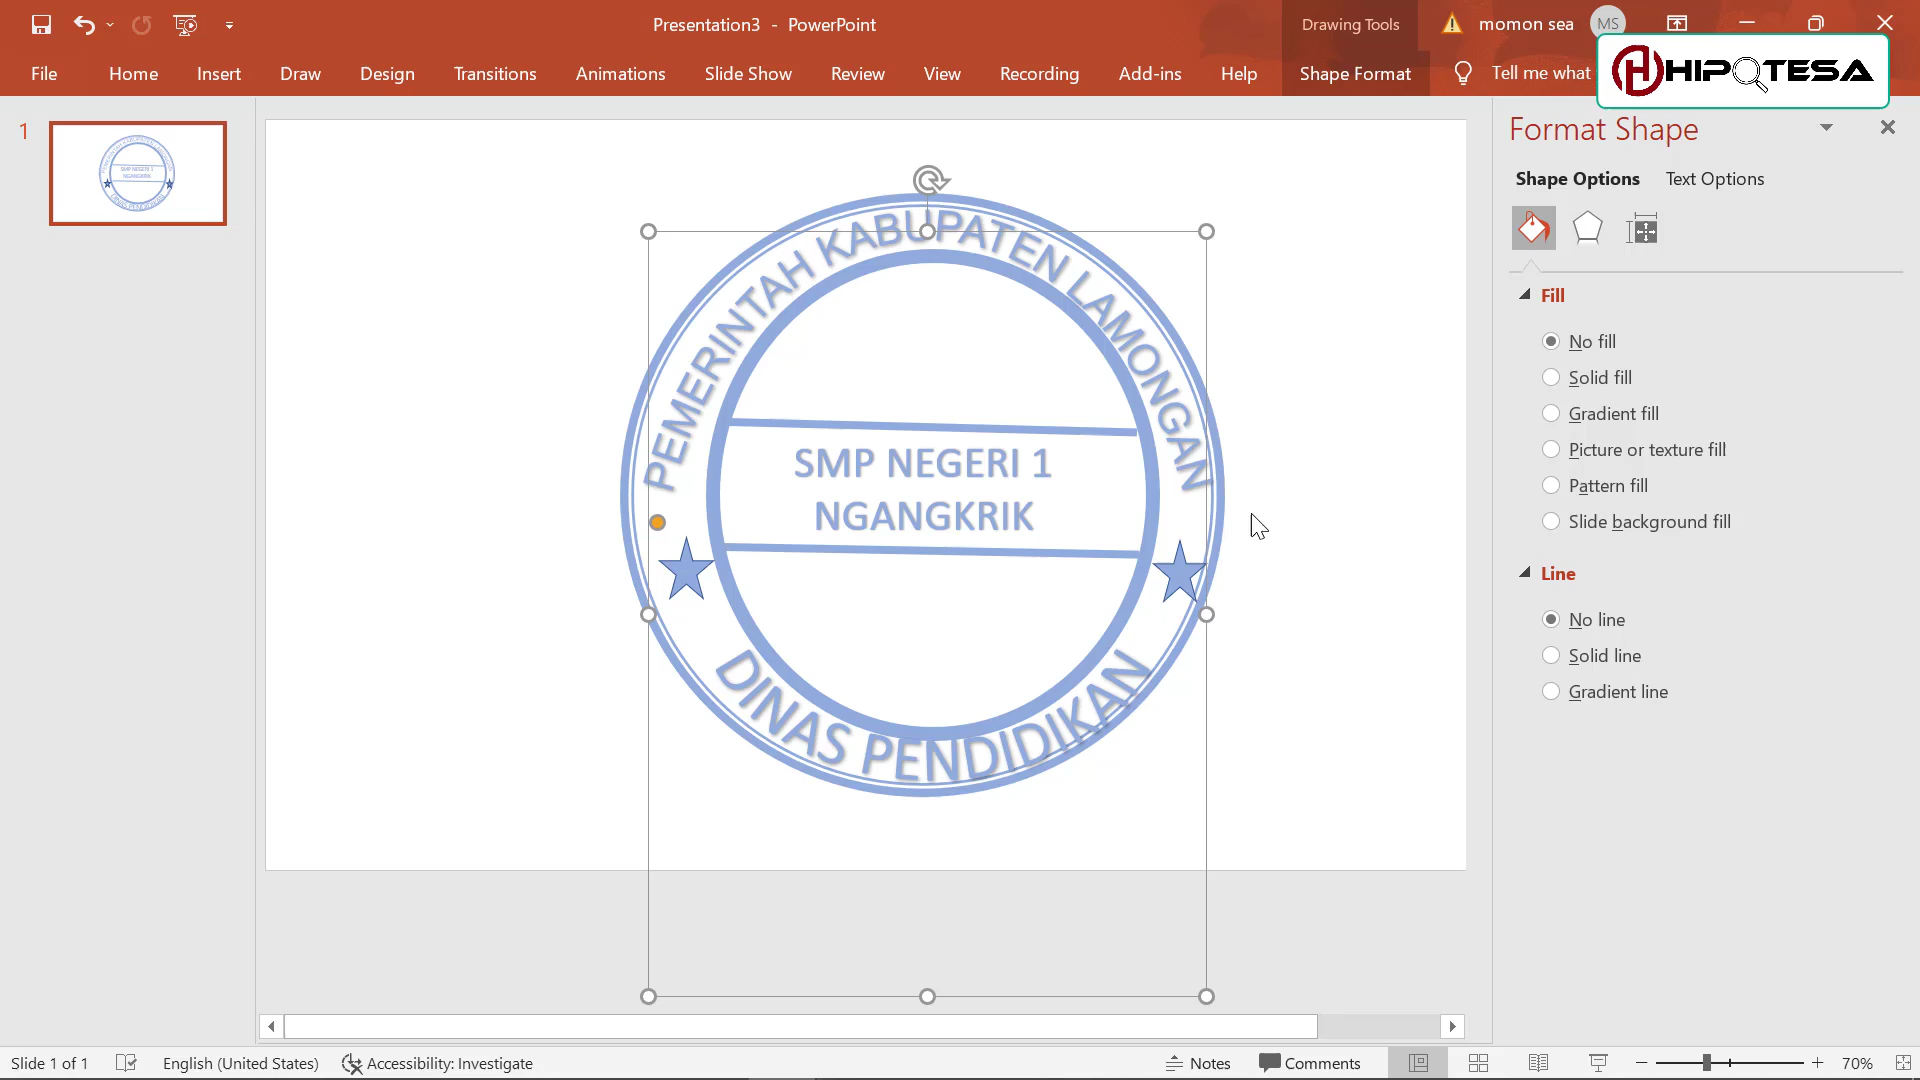 Presentation3 - PowerPoint
Drawing Tools
momon sea
MS
File
Home
Insert
Draw
Design
Transitions
Animations
Slide Show
Review
View
Recording
Add-ins
Help
Shape Format
Tell me what
HIPOTESA
1
PEMERINTAH KABUPATEN LAMONGAN
SMP NEGERI 1
NGANGKRIK
DINAS PENDIDIKAN
Format Shape
Shape Options
Text Options
Fill
No fill
Solid fill
Gradient fill
Picture or texture fill
Pattern fill
Slide background fill
Line
No line
Solid line
Gradient line
Slide 1 of 1
English (United States)
Accessibility: Investigate
Notes
Comments
70%